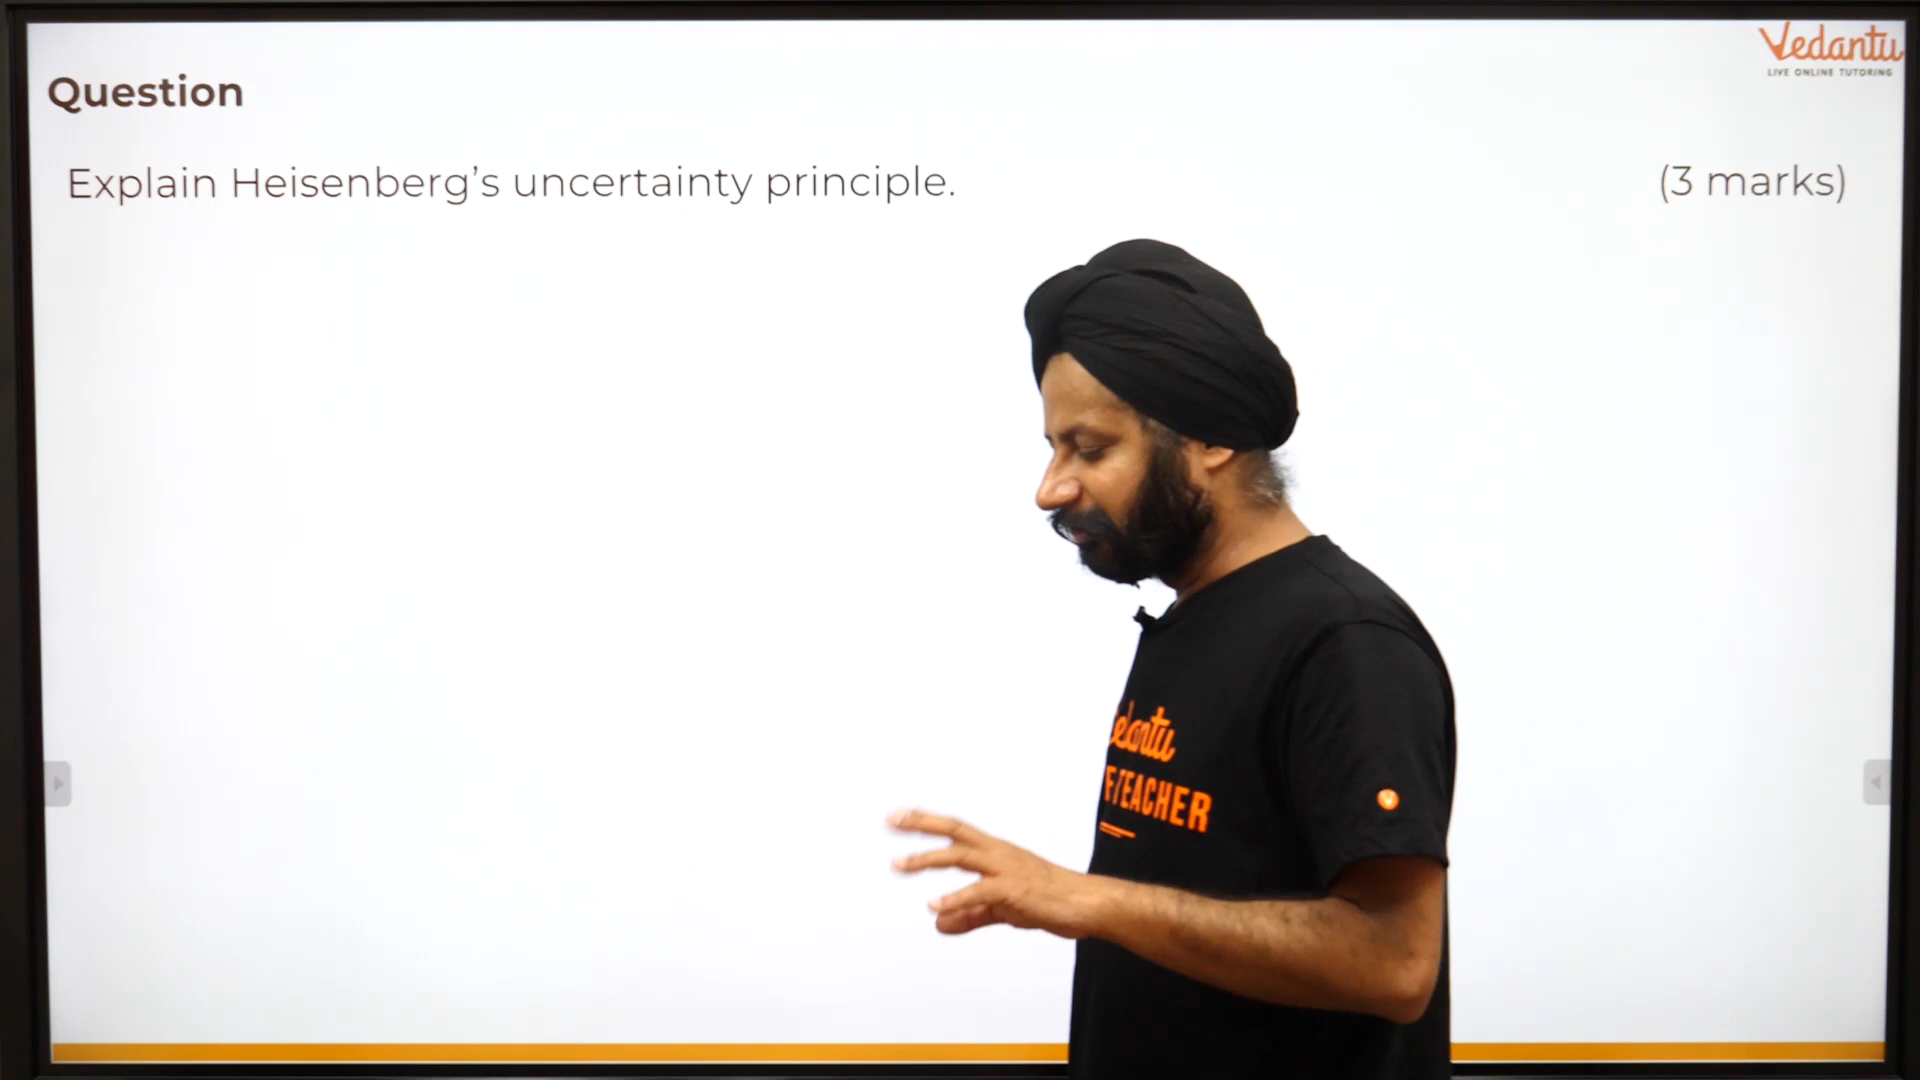 Vedantu
LIVE ONLINE TUTORING
Question
Explain Heisenberg’s uncertainty principle. (3 marks)
TEACHER